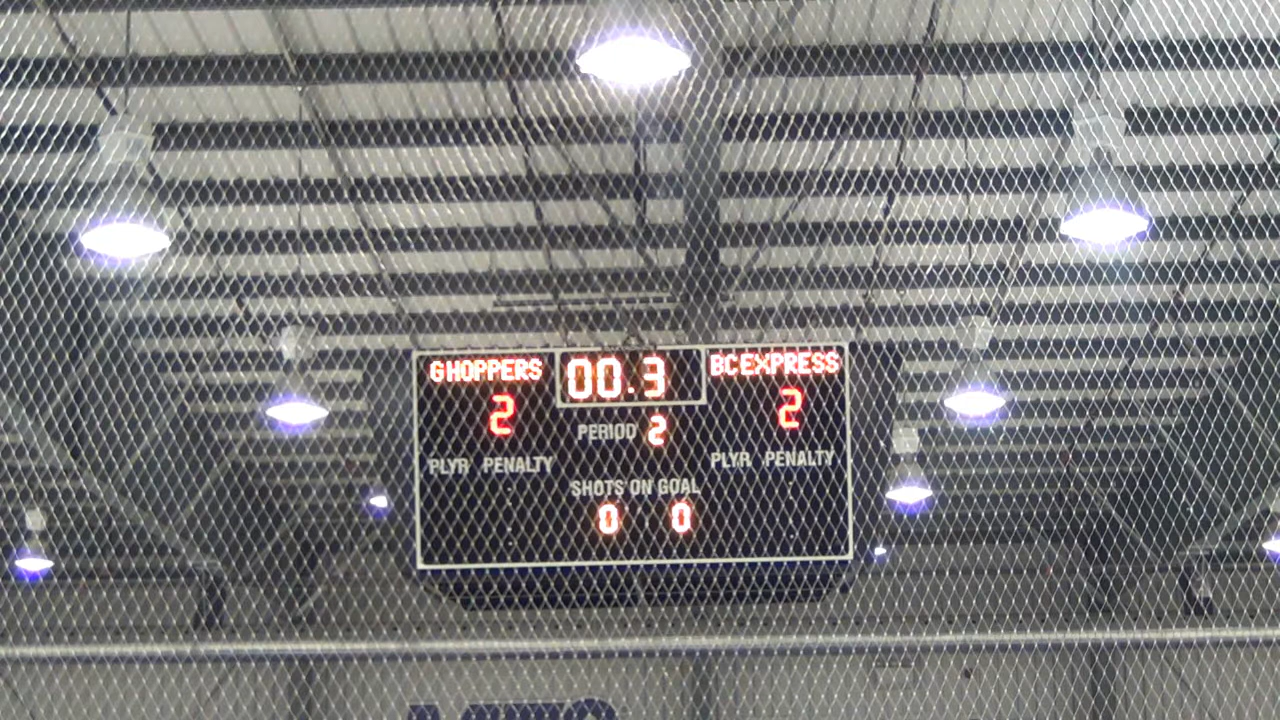 GHOPPERS 00.3 BCEXPRESS
2 2
PERIOD 2
PLYR PENALTY PLYR PENALTY
SHOTS ON GOAL
0 0